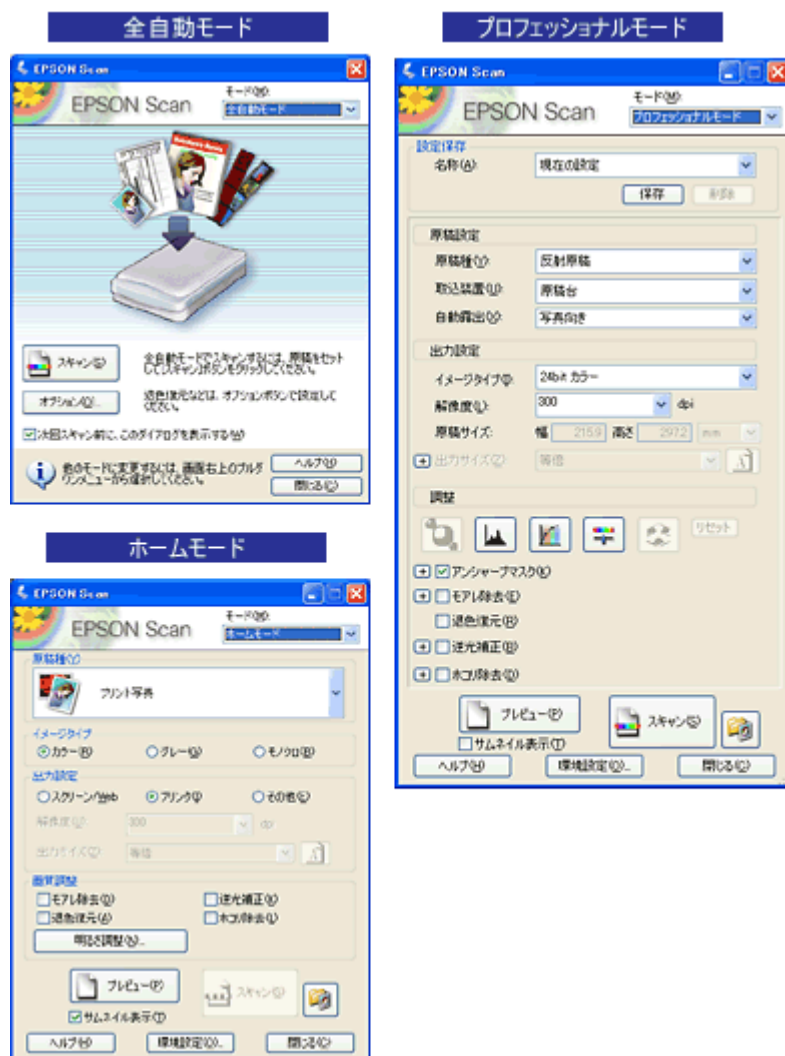 全自動モード
EPSON Scan
EPSON Scan
モード(M):
全自動モード
スキャン(S)
全自動モードでスキャンするには、原稿をセット
して[スキャン]ボタンをクリックしてください。
オプション(O)...
退色復元などは、オプションボタンで設定して
ください。
次回スキャン前に、このダイアログを表示する(W)
他のモードに変更するには、画面右上のプルダ
ウンメニューから選択してください。
ヘルプ(H)
閉じる(C)
ホームモード
EPSON Scan
EPSON Scan
モード(M):
ホームモード
原稿種(Y)
プリント写真
イメージタイプ
カラー(R)
グレー(G)
モノクロ(B)
出力設定
スクリーン/Web
プリンタ(I)
その他(E)
解像度(Q):
300
dpi
出力サイズ(Z):
等倍
画質調整
モアレ除去(D)
逆光補正(K)
退色復元(A)
ホコリ除去(L)
明るさ調整(N)...
プレビュー(P)
スキャン(S)
サムネイル表示(T)
ヘルプ(H)
環境設定(O)...
閉じる(C)
プロフェッショナルモード
EPSON Scan
EPSON Scan
モード(M):
プロフェッショナルモード
設定保存
名称(A):
現在の設定
保存
削除
原稿設定
原稿種(Y):
反射原稿
取込装置(U):
原稿台
自動露出(X):
写真向き
出力設定
イメージタイプ(I):
24bit カラー
解像度(L):
300
dpi
原稿サイズ:
幅
215.9
高さ
297.2
mm
出力サイズ(Z):
等倍
調整
リセット
アンシャープマスク(K)
モアレ除去(E)
退色復元(R)
逆光補正(B)
ホコリ除去(D)
プレビュー(P)
スキャン(S)
サムネイル表示(T)
ヘルプ(H)
環境設定(O)...
閉じる(C)